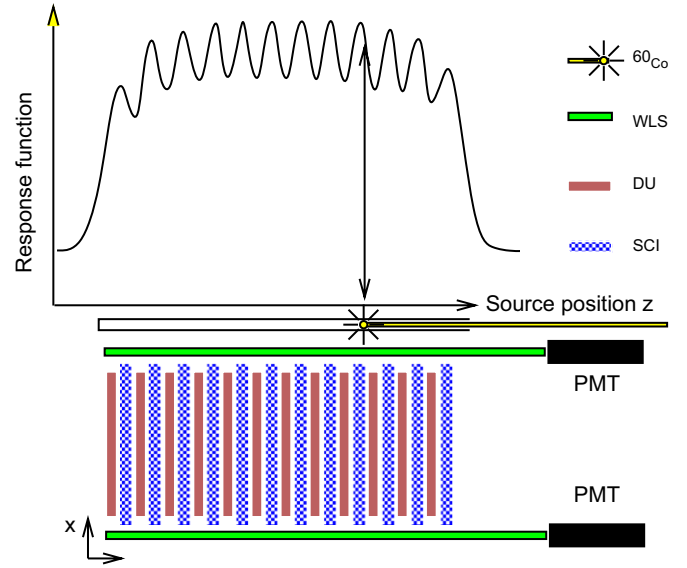 Response function
60Co
WLS
DU
SCI
Source position z
PMT
PMT
x